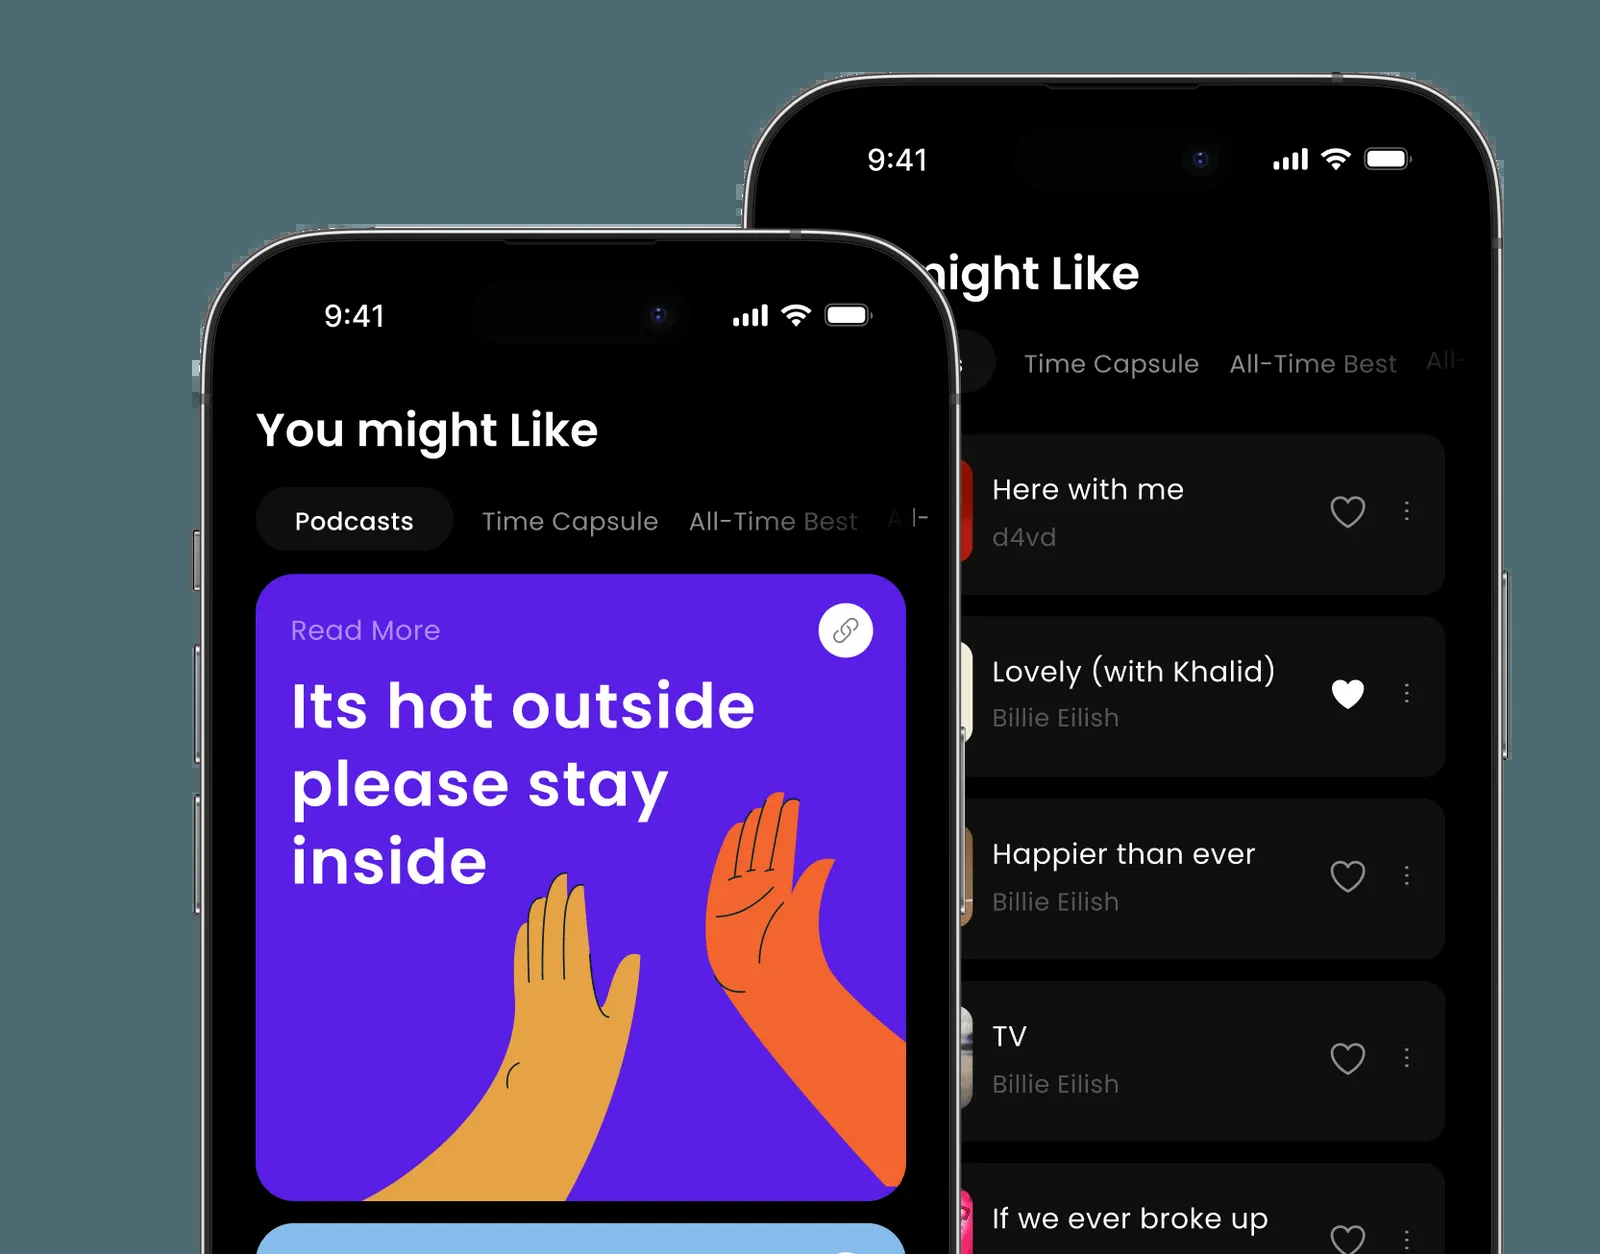 9:41
You might Like
Podcasts Time Capsule All-Time Best
Read More
Its hot outside
please stay
inside
9:41
might Like
Time Capsule All-Time Best All-
Here with me
d4vd
Lovely (with Khalid)
Billie Eilish
Happier than ever
Billie Eilish
TV
Billie Eilish
If we ever broke up